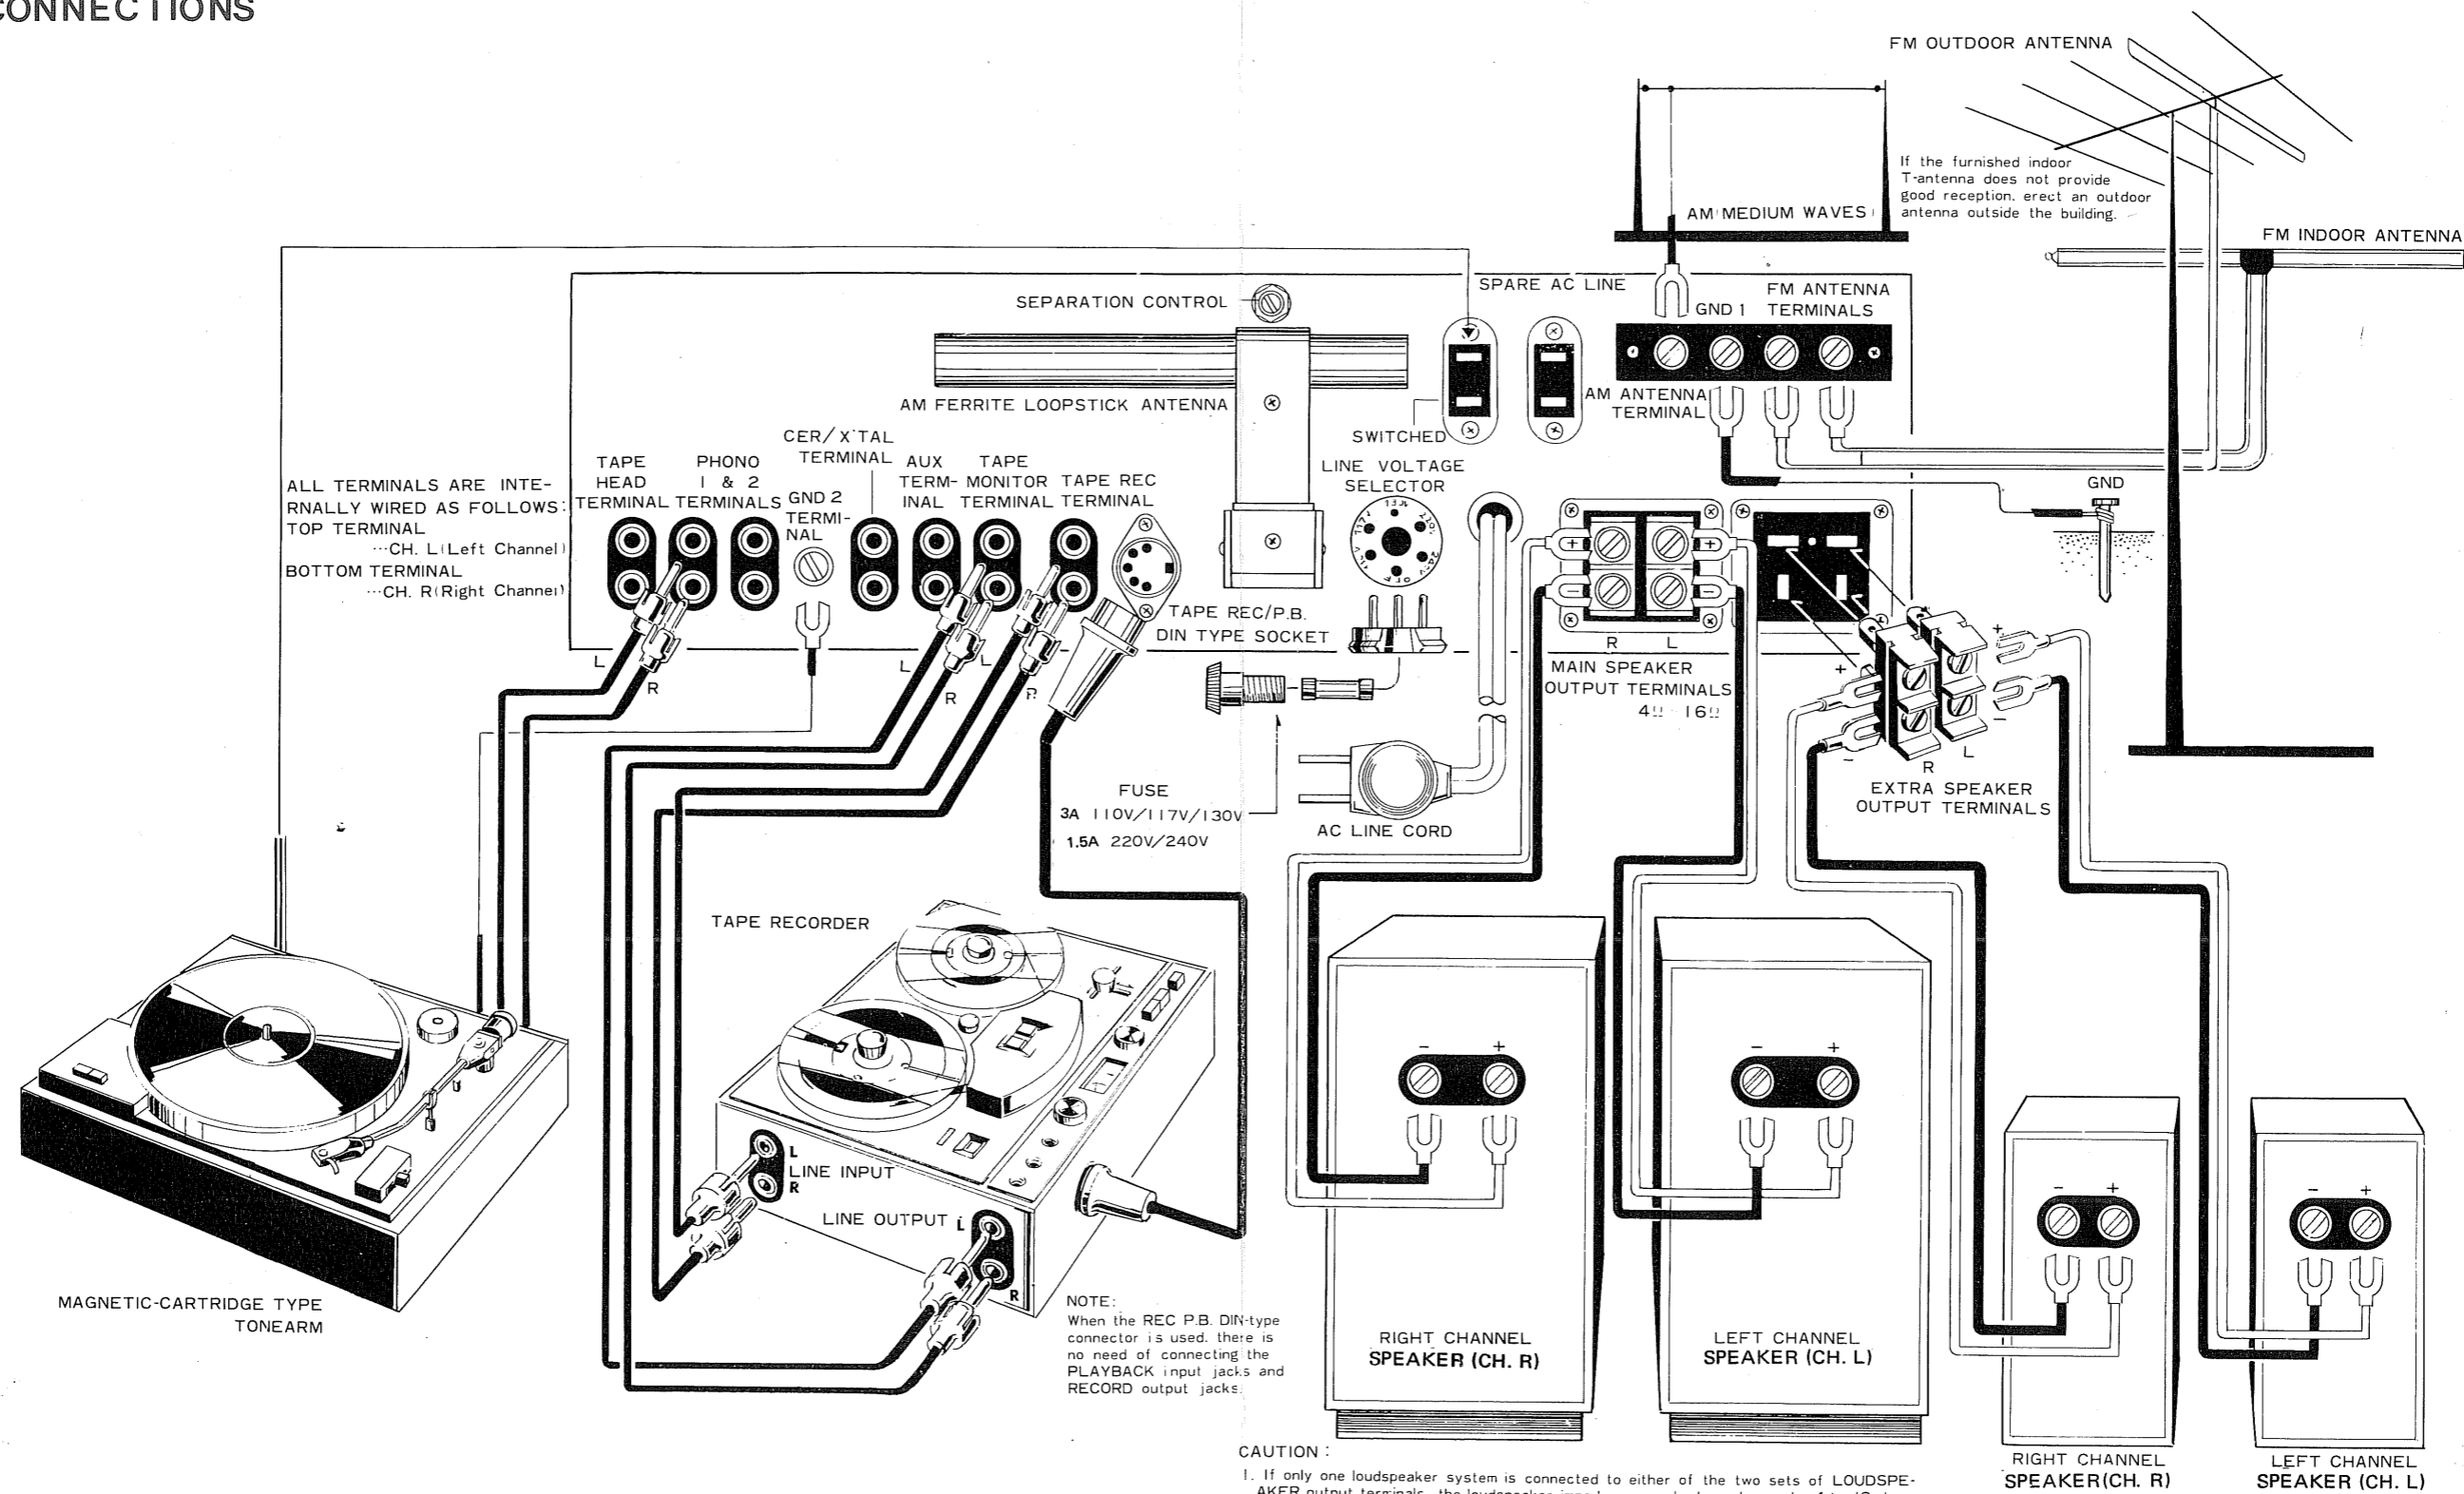 CONNECTIONS
FM OUTDOOR ANTENNA
If the furnished indoor
T-antenna does not provide
good reception. erect an outdoor
antenna outside the building.
AM (MEDIUM WAVES)
FM INDOOR ANTENNA
SEPARATION CONTROL
SPARE AC LINE
GND 1
FM ANTENNA
TERMINALS
AM FERRITE LOOPSTICK ANTENNA
AM ANTENNA
TERMINAL
SWITCHED
LINE VOLTAGE
SELECTOR
ALL TERMINALS ARE INTE-
RNALLY WIRED AS FOLLOWS:
TOP TERMINAL
···CH. L (Left Channel)
BOTTOM TERMINAL
···CH. R (Right Channel)
TAPE
HEAD
TERMINAL
PHONO
1 & 2
TERMINALS
GND 2
TERMI-
NAL
CER/X'TAL
TERMINAL
AUX
TERM-
INAL
TAPE
MONITOR
TERMINAL
TAPE REC
TERMINAL
TAPE REC/P.B.
DIN TYPE SOCKET
GND
+ +
- -
R L
MAIN SPEAKER
OUTPUT TERMINALS
4Ω - 16Ω
L
R
L
R
L
R
+
-
+
-
R
L
EXTRA SPEAKER
OUTPUT TERMINALS
FUSE
3A 110V/117V/130V
1.5A 220V/240V
AC LINE CORD
TAPE RECORDER
L
LINE INPUT
R
LINE OUTPUT L
R
MAGNETIC-CARTRIDGE TYPE
TONEARM
NOTE:
When the REC P.B. DIN-type
connector is used. there is
no need of connecting the
PLAYBACK input jacks and
RECORD output jacks.
- +
RIGHT CHANNEL
SPEAKER (CH. R)
- +
LEFT CHANNEL
SPEAKER (CH. L)
- +
RIGHT CHANNEL
SPEAKER (CH. R)
- +
LEFT CHANNEL
SPEAKER (CH. L)
CAUTION :
1. If only one loudspeaker system is connected to either of the two sets of LOUDSPE-
AKER output terminals, the loudspeaker